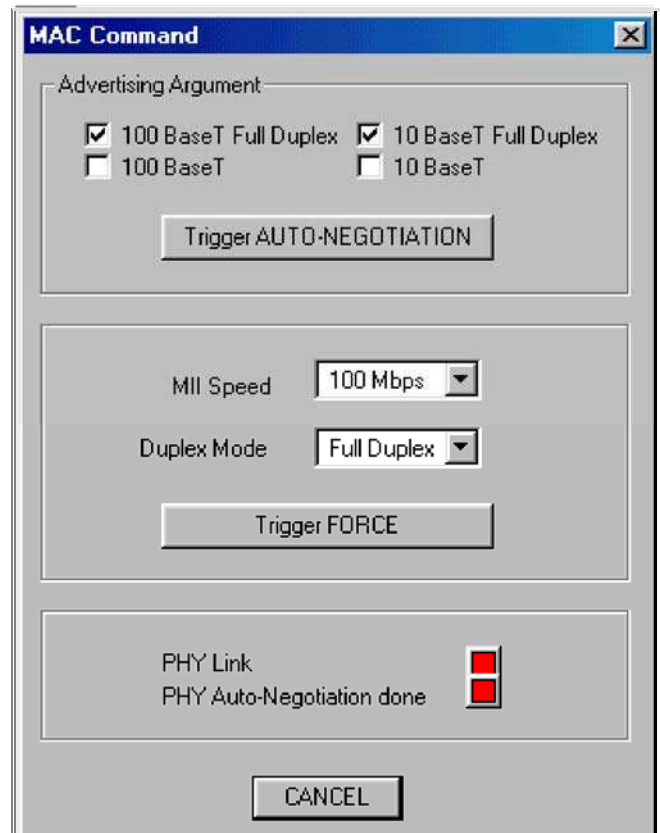 MAC Command
Advertising Argument
100 BaseT Full Duplex 10 BaseT Full Duplex
100 BaseT 10 BaseT
Trigger AUTO-NEGOTIATION
MII Speed 100 Mbps
Duplex Mode Full Duplex
Trigger FORCE
PHY Link
PHY Auto-Negotiation done
CANCEL